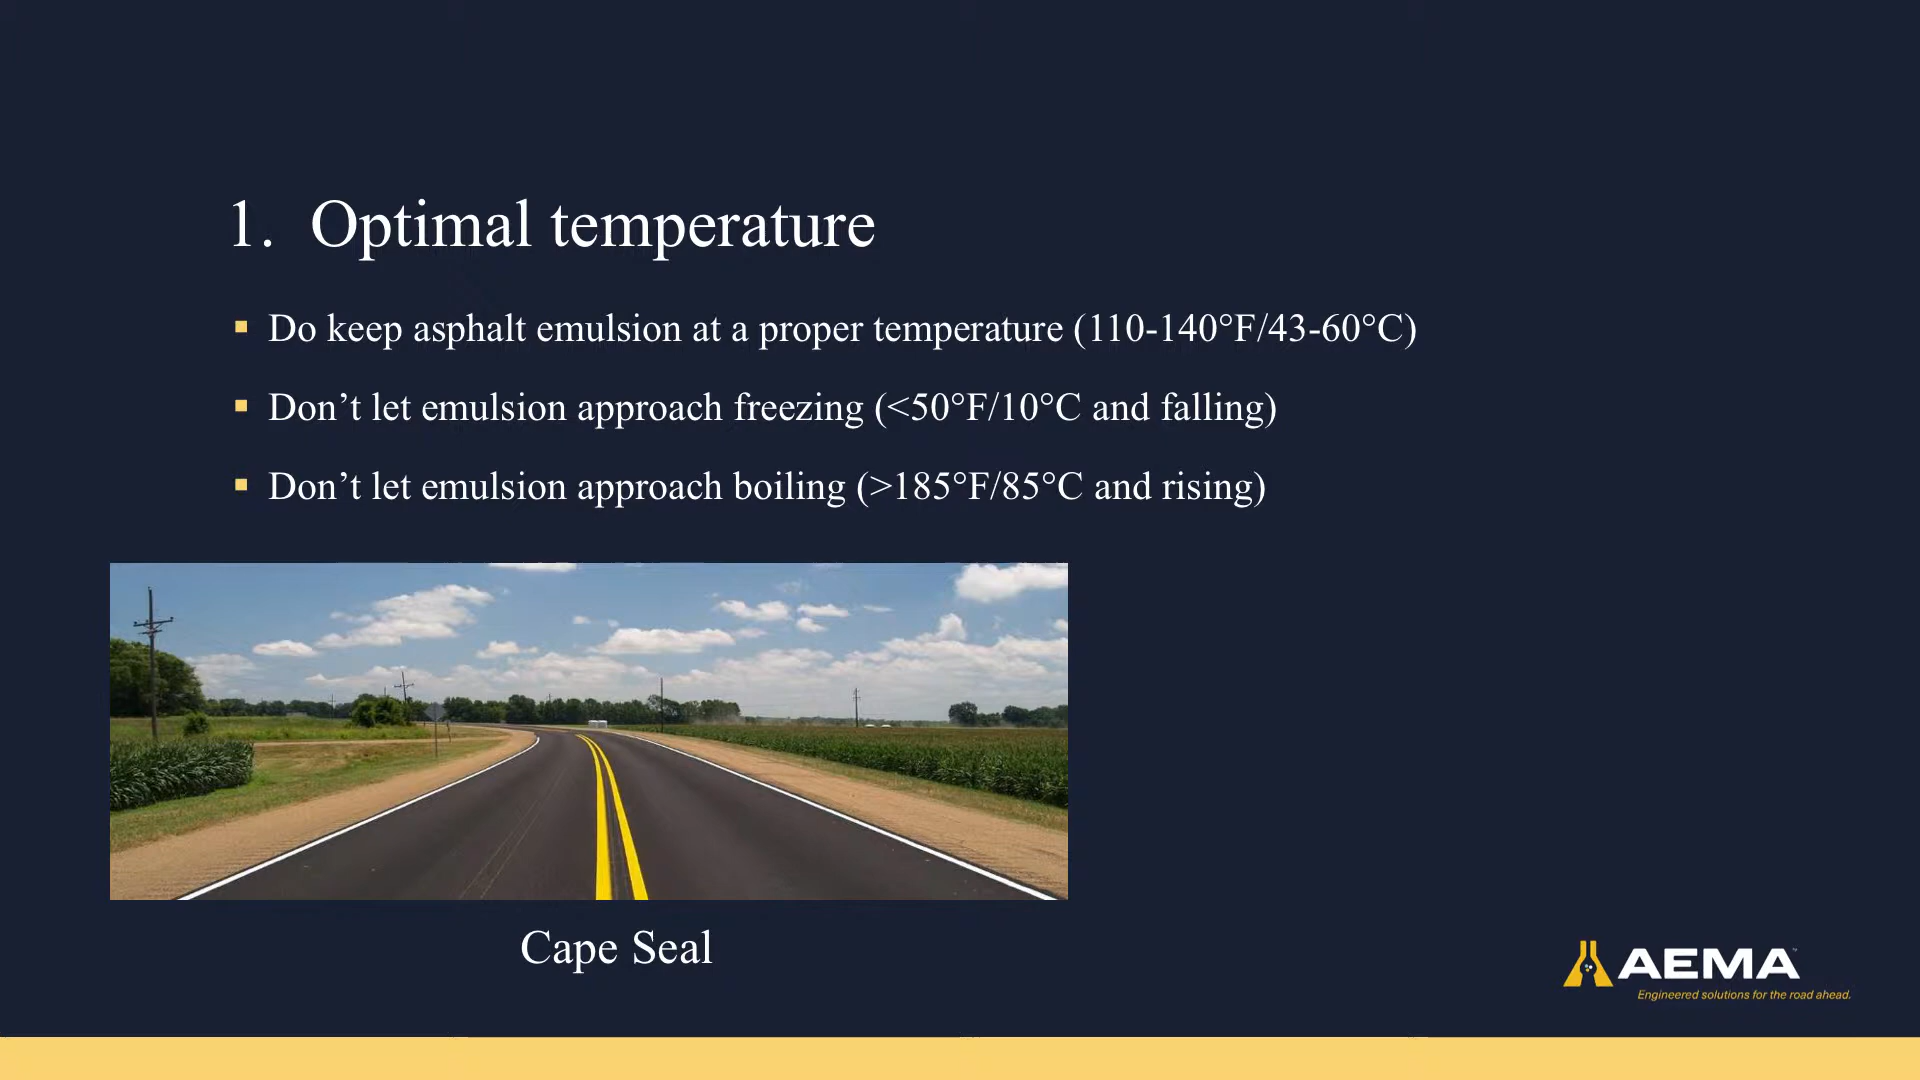 1. Optimal temperature
▪ Do keep asphalt emulsion at a proper temperature (110-140°F/43-60°C)
▪ Don’t let emulsion approach freezing (<50°F/10°C and falling)
▪ Don’t let emulsion approach boiling (>185°F/85°C and rising)
Cape Seal
AEMA™
Engineered solutions for the road ahead.